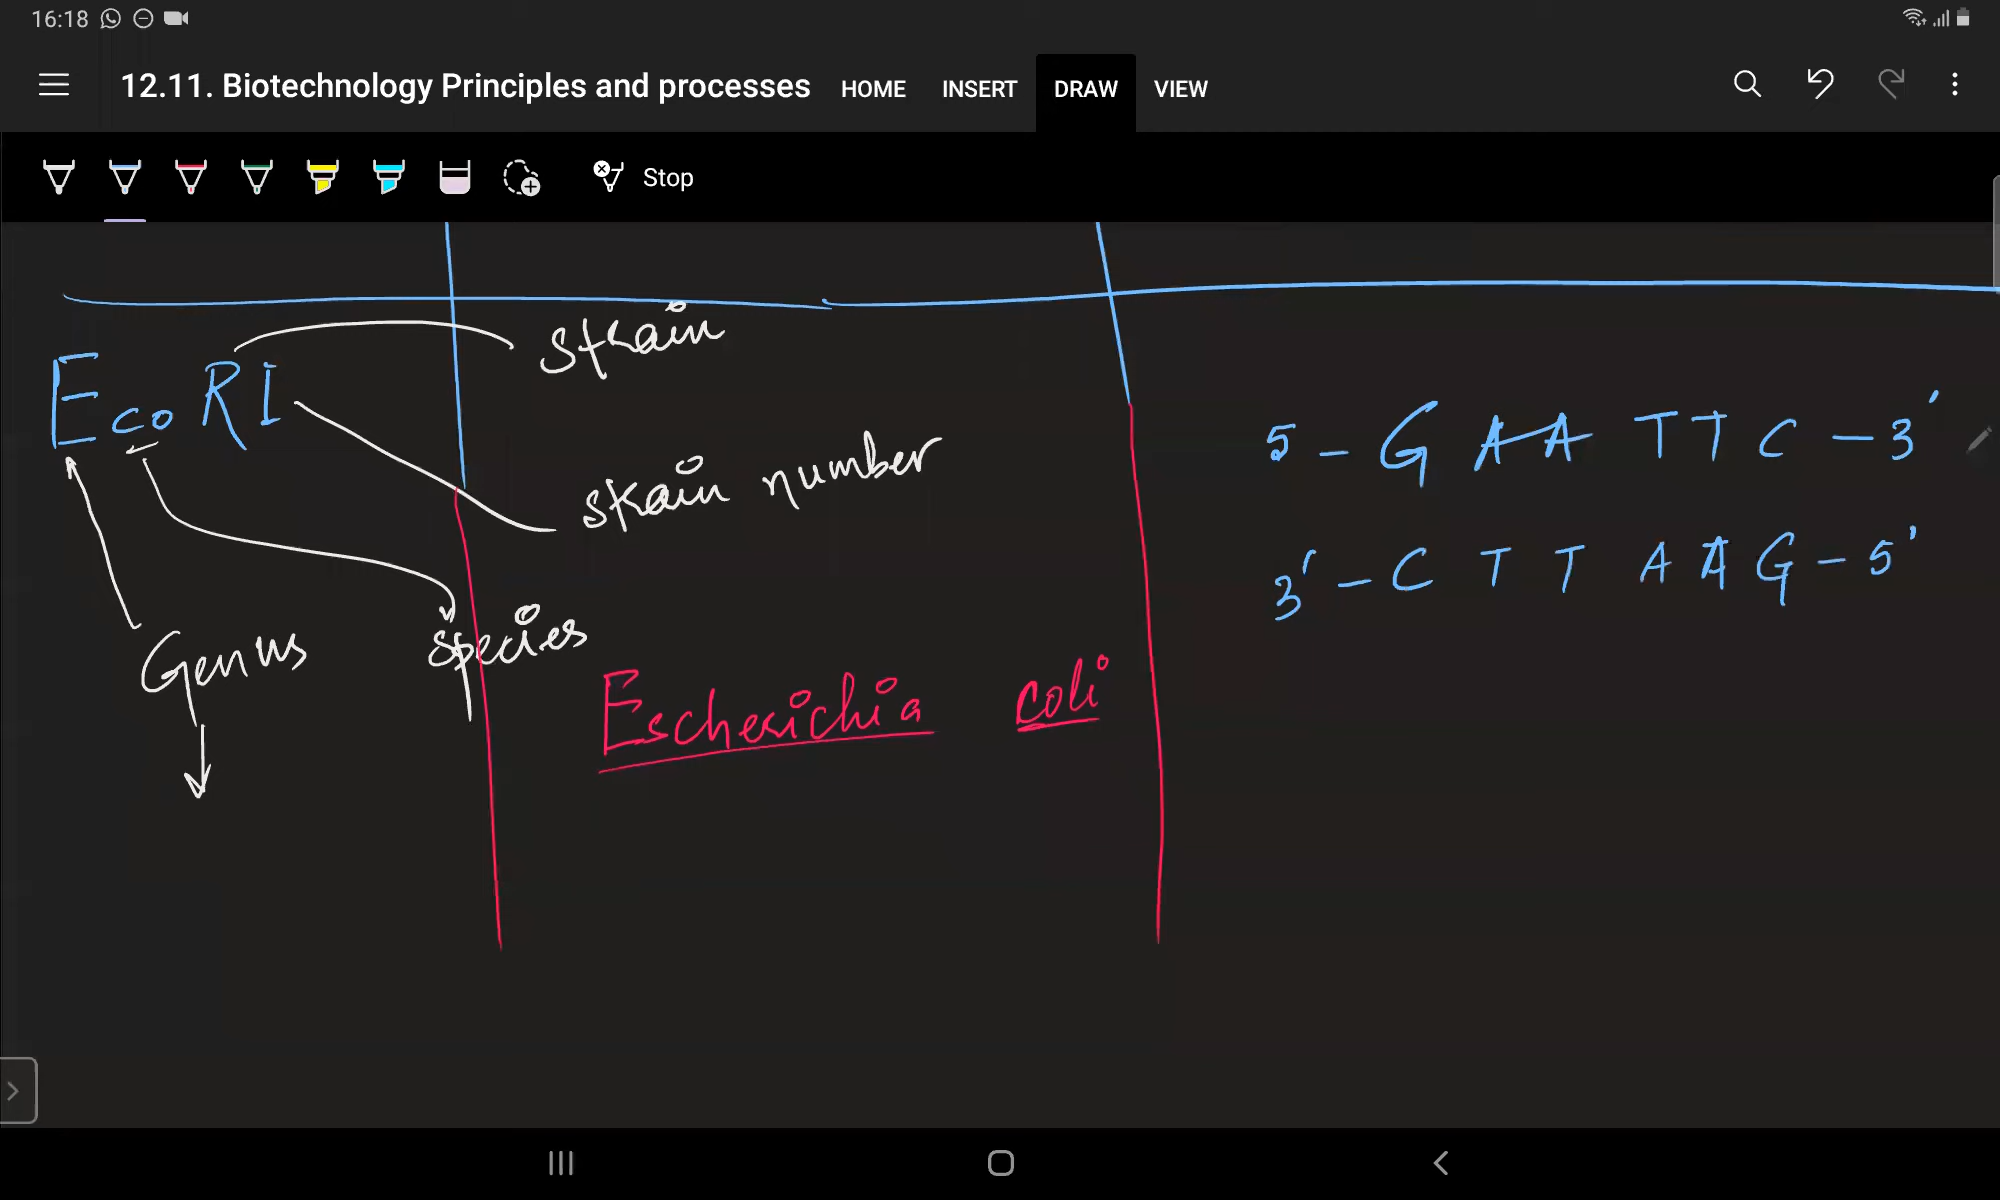 16:18
12.11. Biotechnology Principles and processes HOME INSERT DRAW VIEW
Stop
strain
EcoRI
5 - G A A T T C - 3'
strain number
3' - C T T A A G - 5'
Genus
species
Escherichia coli